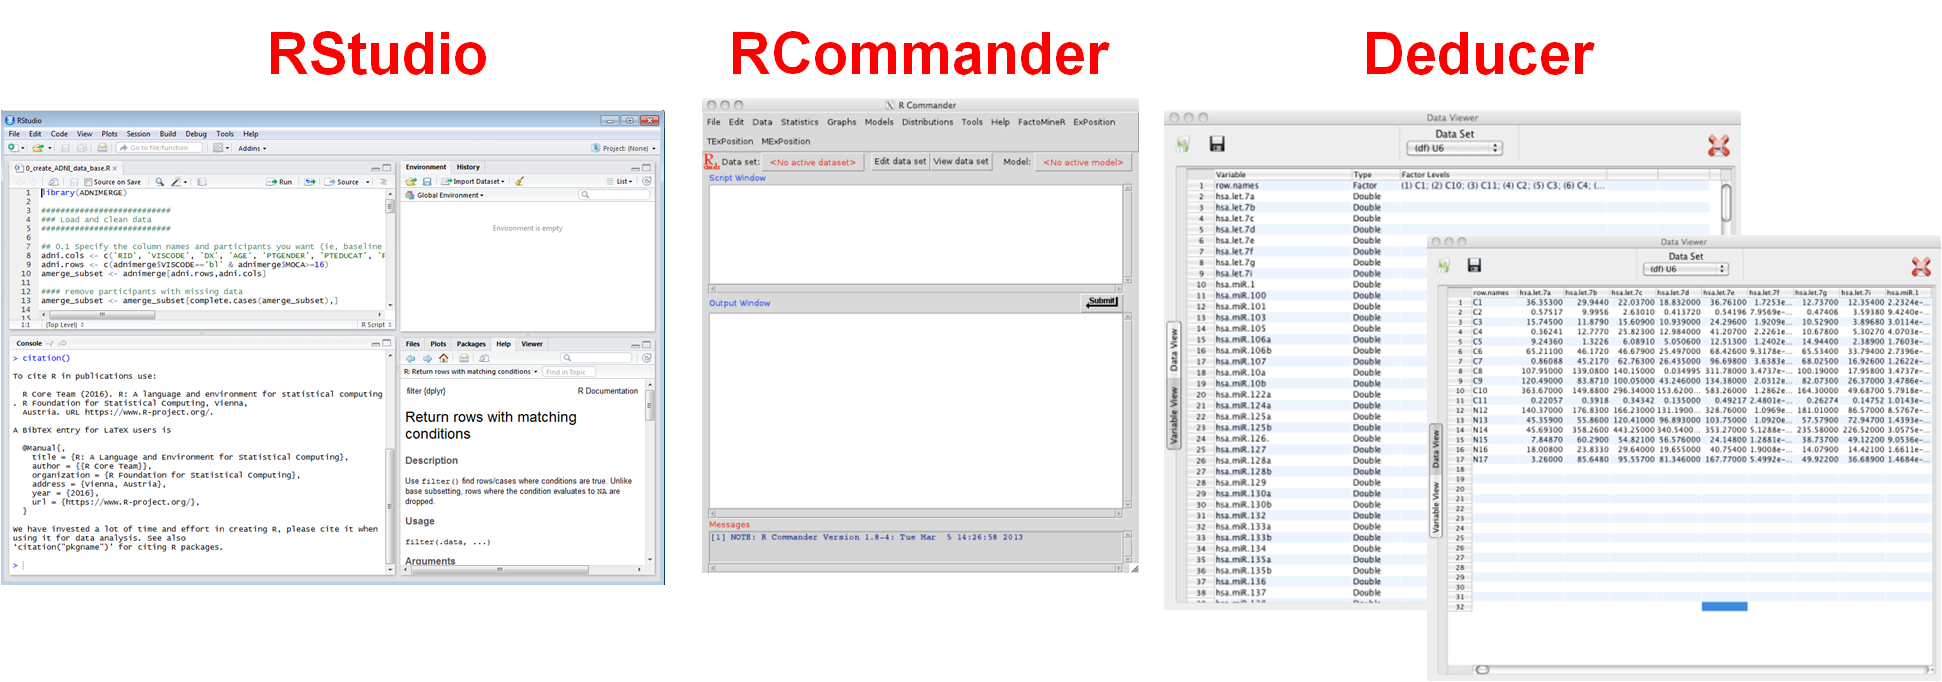 RStudio
RCommander
Deducer
RStudio
File Edit Code View Plots Session Build Debug Tools Help
Go to file/function
Addins
Project: (None)
0_create_ADNI_data_base.R
Source on Save
Run
Source
1 library(ADNIMERGE)
2
3 ##########################
4 ### Load and clean data
5 ##########################
6
7 ## 0.1 Specify the column names and participants you want (ie, baseline
8 adni.cols <- c('RID', 'VISCODE', 'DX', 'AGE', 'PTGENDER', 'PTEDUCAT',
9 adni.rows <- c(adnimerge$VISCODE=='bl' & adnimerge$MOCA>=16)
10 amerge_subset <- adnimerge[adni.rows,adni.cols]
11
12 #### remove participants with missing data
13 amerge_subset <- amerge_subset[complete.cases(amerge_subset),]
14
15
1:1 (Top Level) R Script
Console ~/
> citation()
To cite R in publications use:
R Core Team (2016). R: A language and environment for statistical computing
. R Foundation for Statistical Computing, Vienna,
Austria. URL https://www.R-project.org/.
A BibTeX entry for LaTeX users is
@Manual{,
title = {R: A Language and Environment for Statistical Computing},
author = {{R Core Team}},
organization = {R Foundation for Statistical Computing},
address = {Vienna, Austria},
year = {2016},
url = {https://www.R-project.org/},
}
We have invested a lot of time and effort in creating R, please cite it when
using it for data analysis. See also
'citation("pkgname")' for citing R packages.
>
Environment History
Import Dataset
List
Global Environment
Environment is empty
Files Plots Packages Help Viewer
R: Return rows with matching conditions
Find in Topic
filter {dplyr} R Documentation
Return rows with matching
conditions
Description
Use filter() find rows/cases where conditions are true. Unlike
base subsetting, rows where the condition evaluates to NA are
dropped.
Usage
filter(.data, ...)
Arguments
R Commander
File Edit Data Statistics Graphs Models Distributions Tools Help FactoMineR ExPosition
TExPosition MExPosition
Data set: <No active dataset> Edit data set View data set Model: <No active model>
Script Window
Output Window
Submit
Messages
[1] NOTE: R Commander Version 1.8-4: Tue Mar 5 14:26:58 2013
Data Viewer
Data Set
(df) U6
Data View
Variable View
Variable Type Factor Levels
1 row.names Factor (1) C1; (2) C10; (3) C11; (4) C2; (5) C3; (6) C4; (...
2 hsa.let.7a Double
3 hsa.let.7b Double
4 hsa.let.7c Double
5 hsa.let.7d Double
6 hsa.let.7e Double
7 hsa.let.7f Double
8 hsa.let.7g Double
9 hsa.let.7i Double
10 hsa.miR.1 Double
11 hsa.miR.100 Double
12 hsa.miR.101 Double
13 hsa.miR.103 Double
14 hsa.miR.105 Double
15 hsa.miR.106a Double
16 hsa.miR.106b Double
17 hsa.miR.107 Double
18 hsa.miR.10a Double
19 hsa.miR.10b Double
20 hsa.miR.122a Double
21 hsa.miR.124a Double
22 hsa.miR.125a Double
23 hsa.miR.125b Double
24 hsa.miR.126. Double
25 hsa.miR.127 Double
26 hsa.miR.128a Double
27 hsa.miR.128b Double
28 hsa.miR.129 Double
29 hsa.miR.130a Double
30 hsa.miR.130b Double
31 hsa.miR.132 Double
32 hsa.miR.133a Double
33 hsa.miR.133b Double
34 hsa.miR.134 Double
35 hsa.miR.135a Double
36 hsa.miR.135b Double
37 hsa.miR.136 Double
38 hsa.miR.137 Double
Data Viewer
Data Set
(df) U6
Data View
Variable View
row.names hsa.let.7a hsa.let.7b hsa.let.7c hsa.let.7d hsa.let.7e hsa.let.7f hsa.let.7g hsa.let.7i hsa.miR.1
1 C1 36.35300 29.9440 22.03700 18.832000 36.76100 1.7253e... 12.73700 12.35400 2.2324e-...
2 C2 0.57517 9.9956 2.63010 0.413720 0.54196 7.9569e... 0.47406 3.59380 9.4240e-...
3 C3 15.74500 11.8790 15.60900 10.939000 24.29600 1.9209e... 10.52900 3.89680 3.0114e-...
4 C4 0.36241 12.7770 25.82300 12.984000 41.20700 2.2261e... 10.67800 5.30270 4.0703e-...
5 C5 9.24360 1.3226 6.08910 5.050600 12.51300 1.2402e... 14.94400 2.38900 1.7603e-...
6 C6 65.21100 46.1720 46.67900 25.497000 68.42600 9.3178e... 65.53400 33.79400 2.7396e-...
7 C7 0.86088 45.2170 62.76300 26.435000 96.69800 3.6383e... 68.02500 16.92600 1.2622e-...
8 C8 107.95000 139.0800 140.15000 0.034995 311.78000 3.4737e... 100.19000 17.95800 3.4737e-...
9 C9 120.49000 83.8710 100.05000 43.246000 134.38000 2.0312e... 82.07300 26.37000 3.4786e-...
10 C10 363.67000 149.8800 296.34000 153.6200... 583.26000 1.2862e... 164.30000 49.68700 5.7918e-...
11 C11 0.22057 0.3918 0.34342 0.135000 0.49217 2.4801e... 0.26274 0.14752 1.0143e-...
12 N12 140.37000 176.8300 166.23000 131.1900... 328.76000 1.0969e... 181.01000 86.57000 8.5767e-...
13 N13 45.35900 55.8600 120.41000 96.893000 103.75000 1.0920e... 57.57900 72.94700 1.4393e-...
14 N14 45.69300 358.2600 443.25000 340.5400... 353.27000 5.1288e... 235.58000 226.52000 3.0575e-...
15 N15 7.84870 60.2900 54.82100 56.576000 24.14800 1.2881e... 38.73700 49.12200 9.0536e-...
16 N16 18.00800 23.8330 29.64000 19.655000 40.75400 1.9008e... 14.07900 14.42100 1.6611e-...
17 N17 3.26000 85.6480 95.55700 81.346000 167.77000 5.4992e... 49.92200 36.68900 1.4684e-...
18
19
20
21
22
23
24
25
26
27
28
29
30
31
32